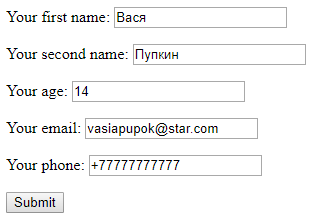 Your first name: Вася
Your second name: Пупкин
Your age: 14
Your email: vasiapupok@star.com
Your phone: +77777777777
Submit